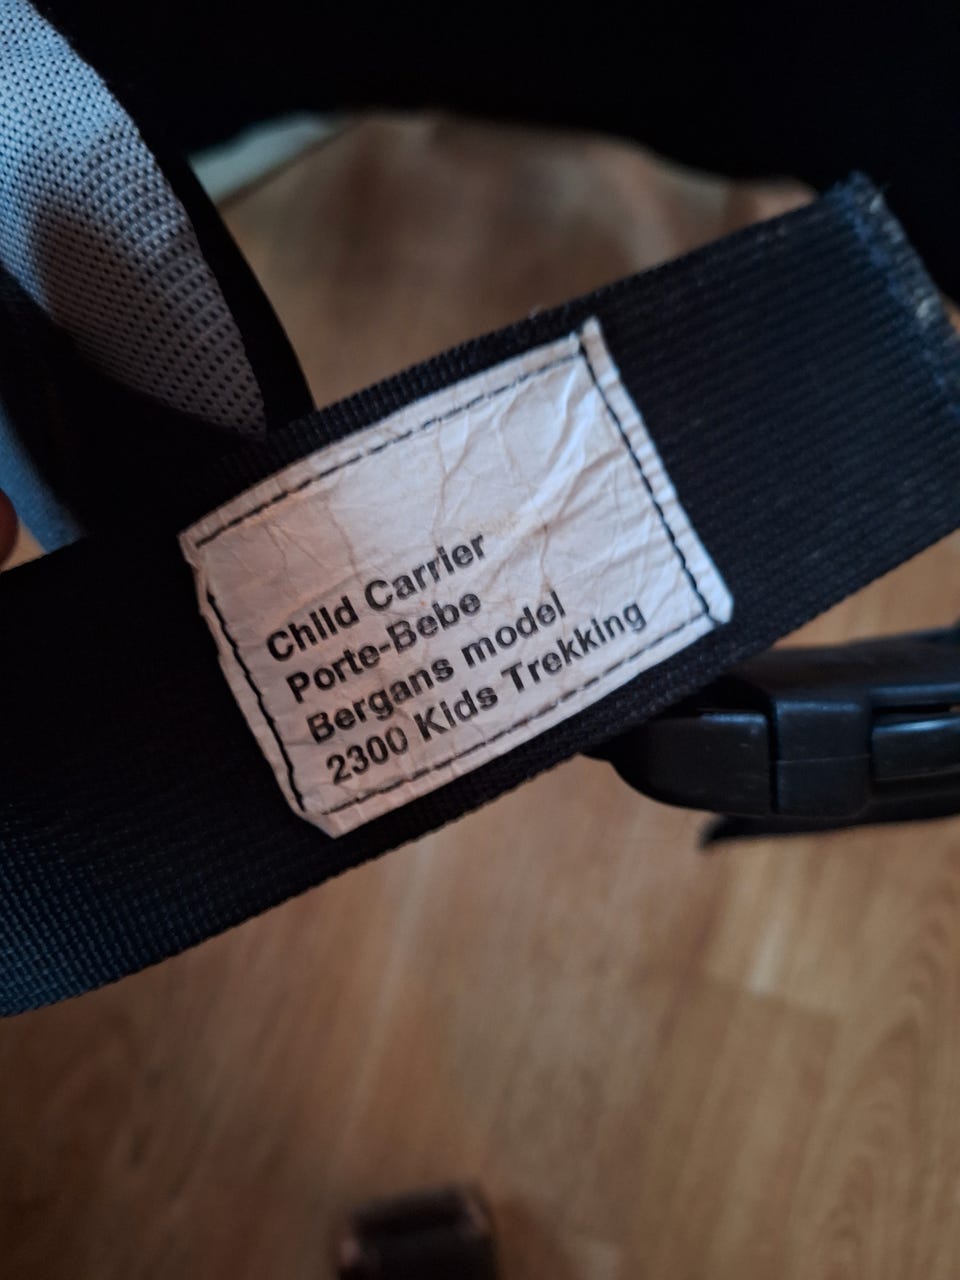 Child Carrier
Porte-Bebe
Bergans model
2300 Kids Trekking